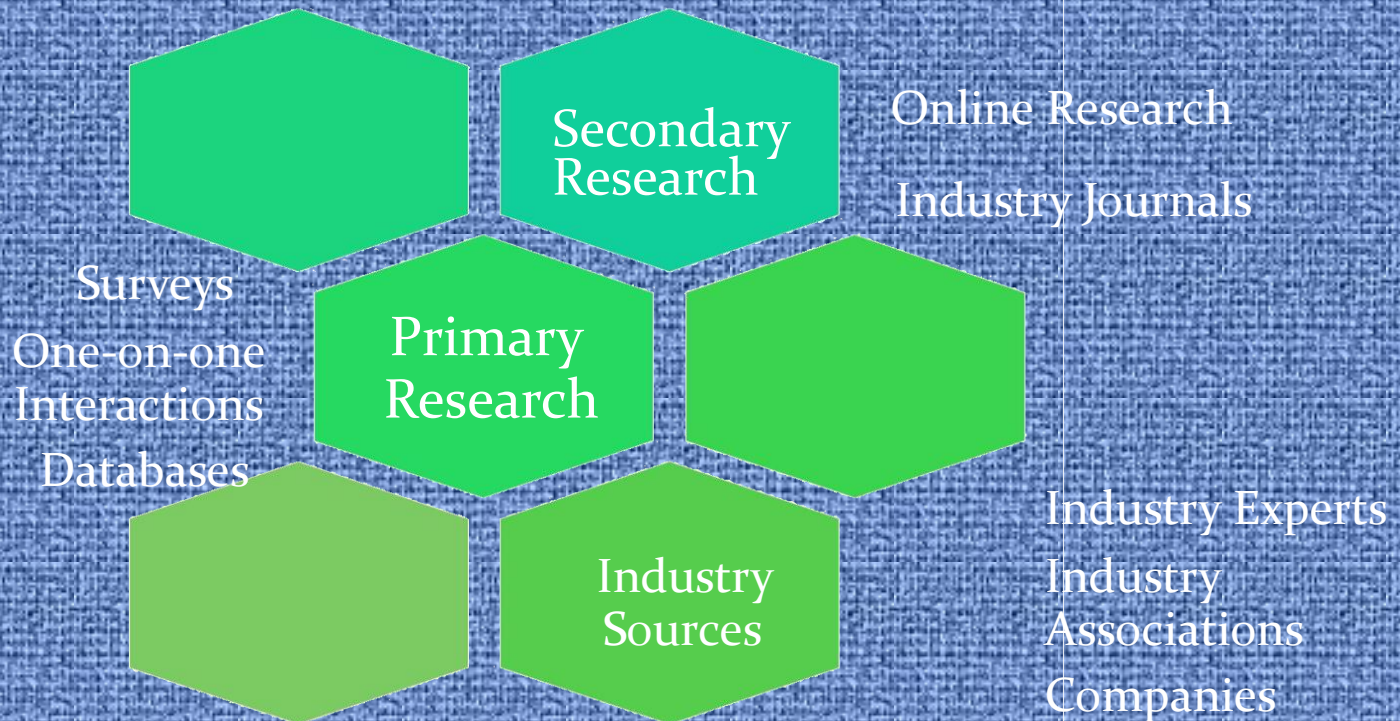 Secondary
Research
Online Research
Industry Journals
Surveys
One-on-one
Interactions
Databases
Primary
Research
Industry
Sources
Industry Experts
Industry
Associations
Companies